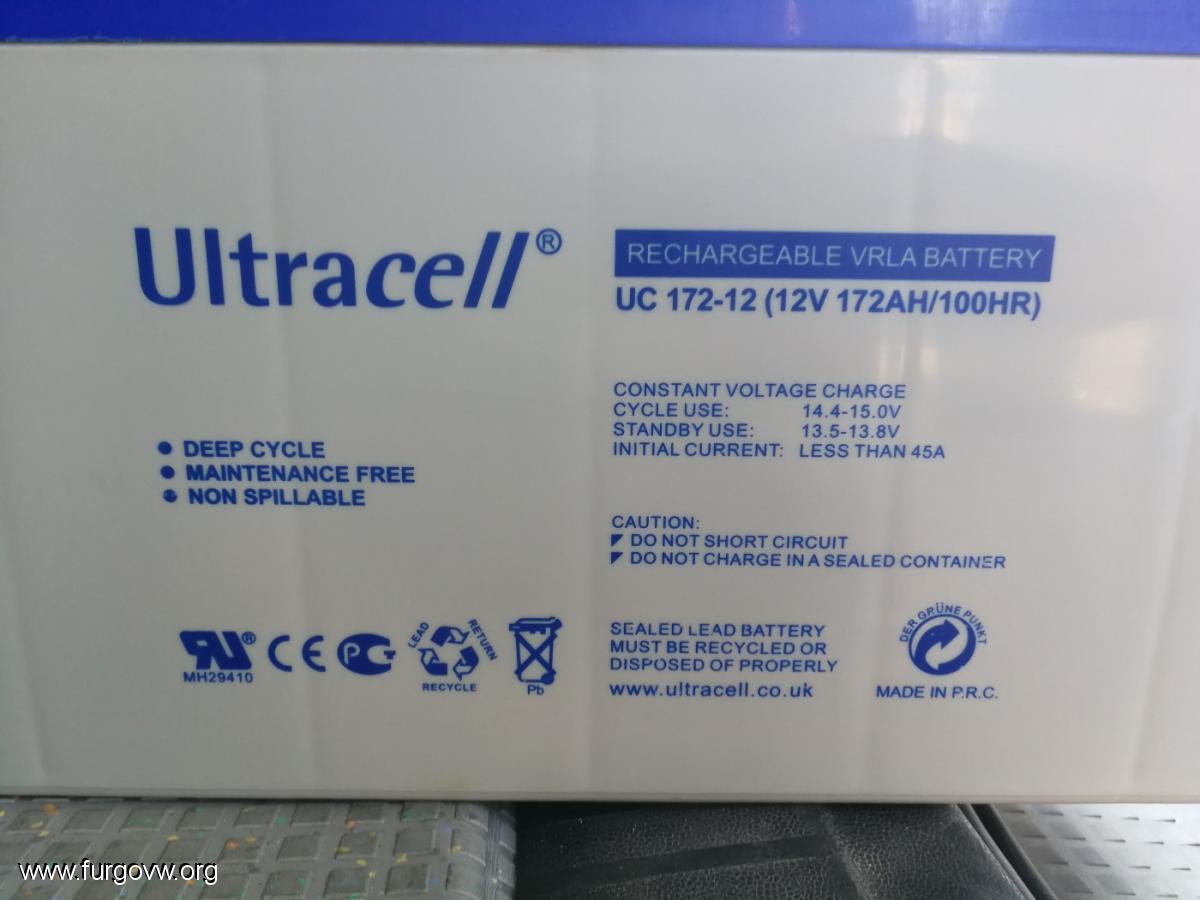 Ultracell®
RECHARGEABLE VRLA BATTERY
UC 172-12 (12V 172AH/100HR)
CONSTANT VOLTAGE CHARGE
CYCLE USE: 14.4-15.0V
STANDBY USE: 13.5-13.8V
INITIAL CURRENT: LESS THAN 45A
DEEP CYCLE
MAINTENANCE FREE
NON SPILLABLE
CAUTION:
DO NOT SHORT CIRCUIT
DO NOT CHARGE IN A SEALED CONTAINER
MH29410
CE
LEAD RETURN
RECYCLE
Pb
SEALED LEAD BATTERY
MUST BE RECYCLED OR
DISPOSED OF PROPERLY
www.ultracell.co.uk
DER GRÜNE PUNKT
MADE IN P.R.C.
www.furgovw.org